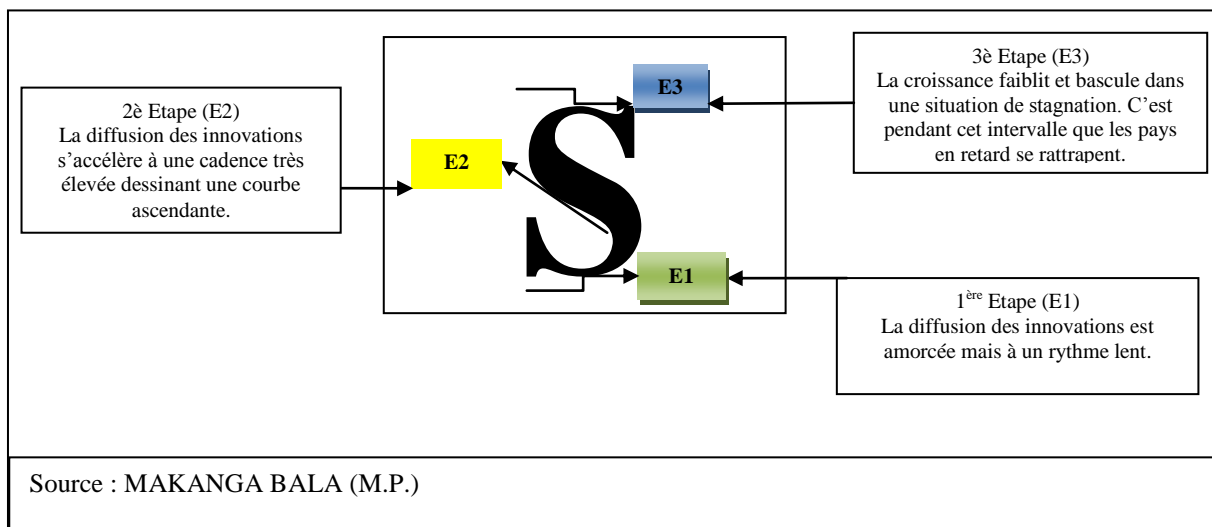 3è Etape (E3)
La croissance faiblit et bascule dans
une situation de stagnation. C’est
pendant cet intervalle que les pays
en retard se rattrapent.
E3
2è Etape (E2)
La diffusion des innovations
s’accélère à une cadence très
élevée dessinant une courbe
ascendante.
E2
S
E1
1ère Etape (E1)
La diffusion des innovations est
amorcée mais à un rythme lent.
Source : MAKANGA BALA (M.P.)